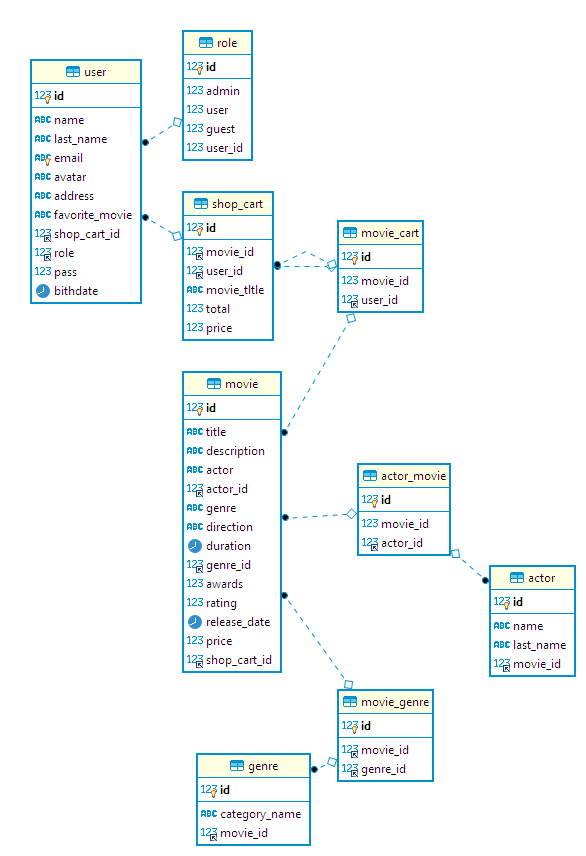 user
123 id
ABC name
ABC last_name
ABC email
ABC avatar
ABC address
ABC favorite_movie
123 shop_cart_id
123 role
123 pass
bithdate
role
123 id
123 admin
123 user
123 guest
123 user_id
shop_cart
123 id
123 movie_id
123 user_id
ABC movie_tltle
123 total
123 price
movie_cart
123 id
123 movie_id
123 user_id
movie
123 id
ABC title
ABC description
ABC actor
123 actor_id
ABC genre
ABC direction
duration
123 genre_id
123 awards
123 rating
release_date
123 price
123 shop_cart_id
actor_movie
123 id
123 movie_id
123 actor_id
actor
123 id
ABC name
ABC last_name
123 movie_id
movie_genre
123 id
123 movie_id
123 genre_id
genre
123 id
ABC category_name
123 movie_id